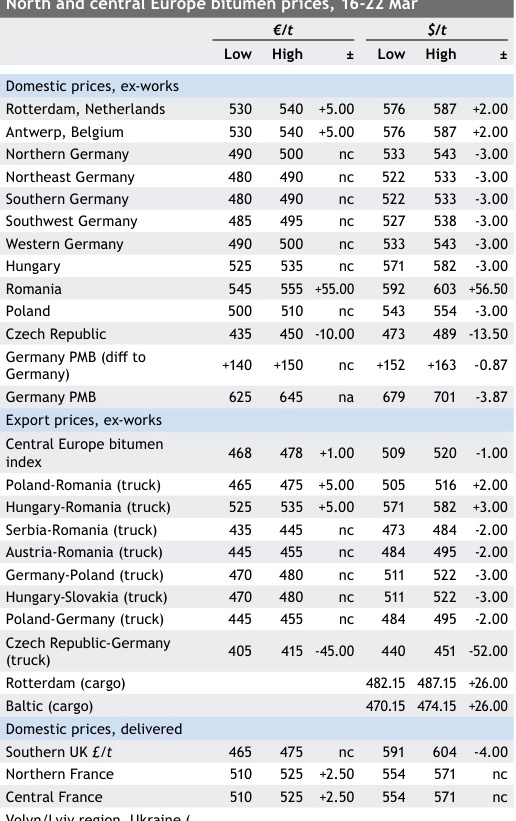 North and central Europe bitumen prices, 16-22 Mar
€/t $/t
Low High ± Low High ±
Domestic prices, ex-works
Rotterdam, Netherlands 530 540 +5.00 576 587 +2.00
Antwerp, Belgium 530 540 +5.00 576 587 +2.00
Northern Germany 490 500 nc 533 543 -3.00
Northeast Germany 480 490 nc 522 533 -3.00
Southern Germany 480 490 nc 522 533 -3.00
Southwest Germany 485 495 nc 527 538 -3.00
Western Germany 490 500 nc 533 543 -3.00
Hungary 525 535 nc 571 582 -3.00
Romania 545 555 +55.00 592 603 +56.50
Poland 500 510 nc 543 554 -3.00
Czech Republic 435 450 -10.00 473 489 -13.50
Germany PMB (diff to
Germany) +140 +150 nc +152 +163 -0.87
Germany PMB 625 645 na 679 701 -3.87
Export prices, ex-works
Central Europe bitumen
index 468 478 +1.00 509 520 -1.00
Poland-Romania (truck) 465 475 +5.00 505 516 +2.00
Hungary-Romania (truck) 525 535 +5.00 571 582 +3.00
Serbia-Romania (truck) 435 445 nc 473 484 -2.00
Austria-Romania (truck) 445 455 nc 484 495 -2.00
Germany-Poland (truck) 470 480 nc 511 522 -3.00
Hungary-Slovakia (truck) 470 480 nc 511 522 -3.00
Poland-Germany (truck) 445 455 nc 484 495 -2.00
Czech Republic-Germany
(truck) 405 415 -45.00 440 451 -52.00
Rotterdam (cargo) 482.15 487.15 +26.00
Baltic (cargo) 470.15 474.15 +26.00
Domestic prices, delivered
Southern UK £/t 465 475 nc 591 604 -4.00
Northern France 510 525 +2.50 554 571 nc
Central France 510 525 +2.50 554 571 nc
Volyn/Lviv region, Ukraine (